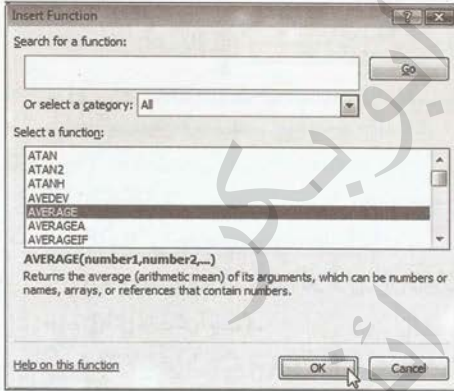 Insert Function
Search for a function:
Go
Or select a category: All
Select a function:
ATAN
ATAN2
ATANH
AVEDEV
AVERAGE
AVERAGEA
AVERAGEIF
AVERAGE(number1,number2,...)
Returns the average (arithmetic mean) of its arguments, which can be numbers or
names, arrays, or references that contain numbers.
Help on this function
OK
Cancel